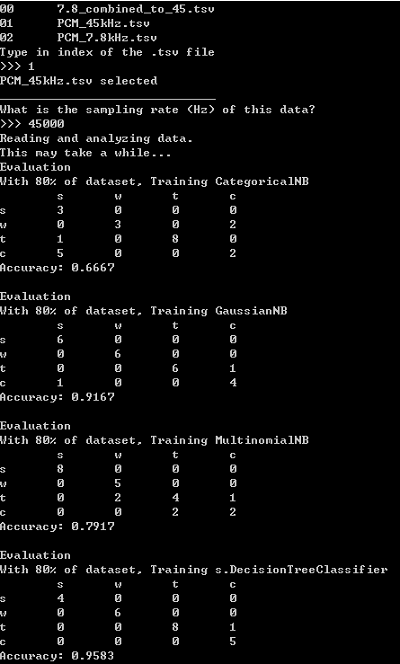 00 7.8_combined_to_45.tsv
01 PCM_45kHz.tsv
02 PCM_7.8kHz.tsv
Type in index of the .tsv file
>>> 1
PCM_45kHz.tsv selected
What is the sampling rate (Hz) of this data?
>>> 45000
Reading and analyzing data.
This may take a while...
Evaluation
With 80% of dataset, Training CategoricalNB
s w t c
s 3 0 0 0
w 0 3 0 2
t 1 0 8 0
c 5 0 0 2
Accuracy: 0.6667
Evaluation
With 80% of dataset, Training GaussianNB
s w t c
s 6 0 0 0
w 0 6 0 0
t 0 0 6 1
c 1 0 0 4
Accuracy: 0.9167
Evaluation
With 80% of dataset, Training MultinomialNB
s w t c
s 8 0 0 0
w 0 5 0 0
t 0 2 4 1
c 0 0 2 2
Accuracy: 0.7917
Evaluation
With 80% of dataset, Training s.DecisionTreeClassifier
s w t c
s 4 0 0 0
w 0 6 0 0
t 0 0 8 1
c 0 0 0 5
Accuracy: 0.9583